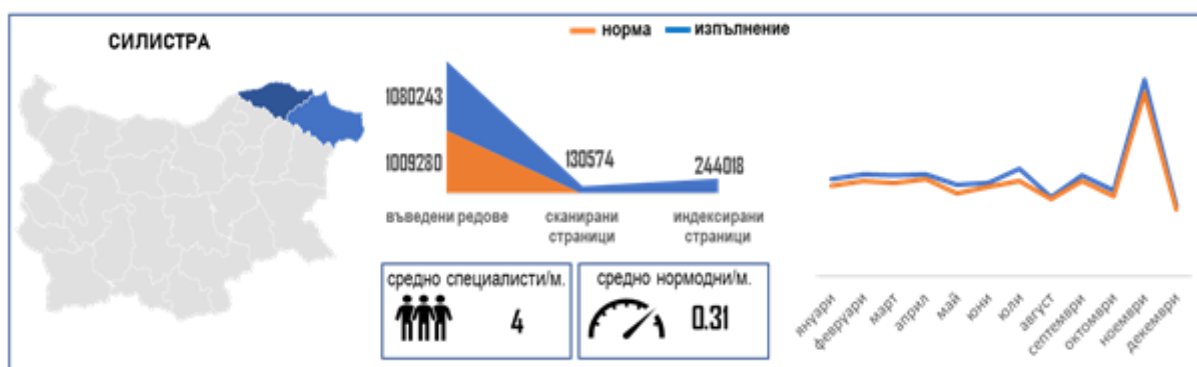 СИЛИСТРА
норма
изпълнение
1080243
1009280
130574
244018
въведени редове
сканирани
страници
индексирани
страници
средно специалисти/м.
4
средно нормодни/м.
0.31
януари
февруари
март
април
май
юни
юли
август
септември
октомври
ноември
декември